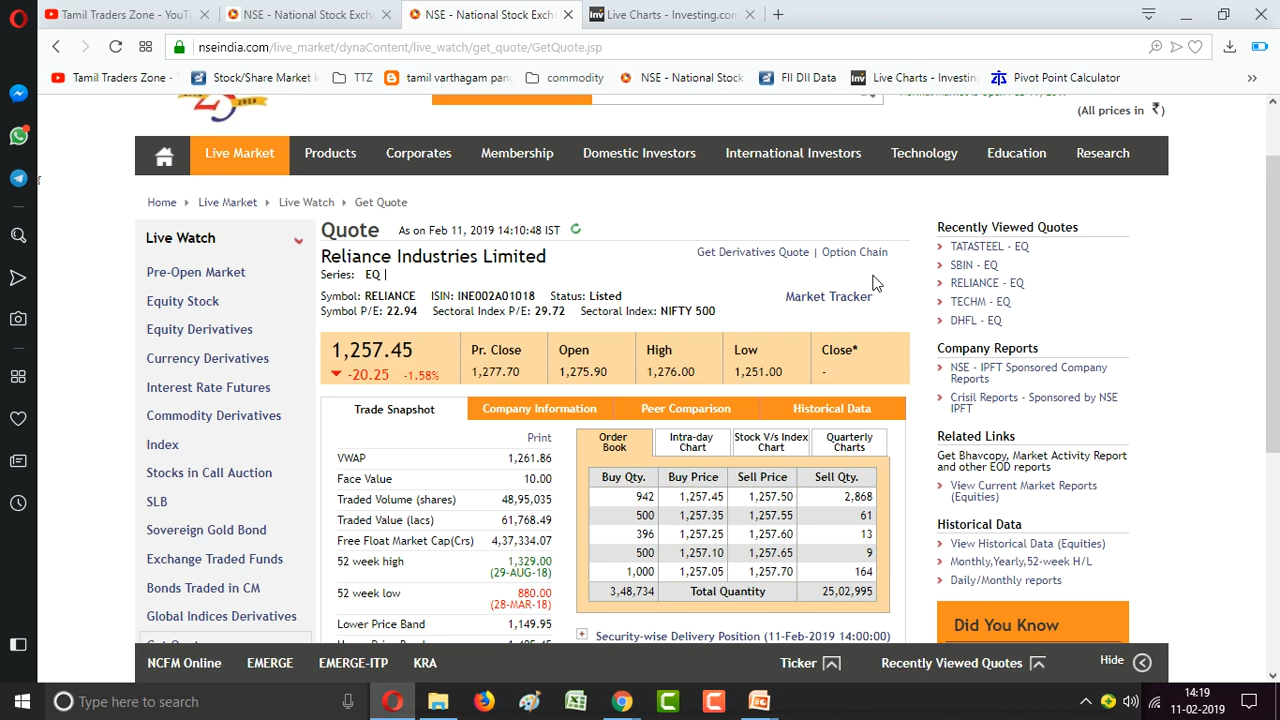 Tamil Traders Zone - YouTu
NSE - National Stock Exchan
NSE - National Stock Exchan
Live Charts - Investing.com
nseindia.com/live_market/dynaContent/live_watch/get_quote/GetQuote.jsp
Tamil Traders Zone -
Stock/Share Market I
TTZ
tamil varthagam pang
commodity
NSE - National Stock
FII DII Data
Live Charts - Investin
Pivot Point Calculator
(All prices in ₹)
Live Market
Products
Corporates
Membership
Domestic Investors
International Investors
Technology
Education
Research
Home
Live Market
Live Watch
Get Quote
Live Watch
Pre-Open Market
Equity Stock
Equity Derivatives
Currency Derivatives
Interest Rate Futures
Commodity Derivatives
Index
Stocks in Call Auction
SLB
Sovereign Gold Bond
Exchange Traded Funds
Bonds Traded in CM
Global Indices Derivatives
Quote As on Feb 11, 2019 14:10:48 IST
Reliance Industries Limited
Get Derivatives Quote | Option Chain
Series: EQ |
Symbol: RELIANCE ISIN: INE002A01018 Status: Listed
Market Tracker
Symbol P/E: 22.94 Sectoral Index P/E: 29.72 Sectoral Index: NIFTY 500
1,257.45 Pr. Close Open High Low Close*
-20.25 -1.58% 1,277.70 1,275.90 1,276.00 1,251.00 -
Trade Snapshot
Company Information
Peer Comparison
Historical Data
Print
VWAP 1,261.86
Face Value 10.00
Traded Volume (shares) 48,95,035
Traded Value (lacs) 61,768.49
Free Float Market Cap(Crs) 4,37,334.07
52 week high 1,329.00
(29-AUG-18)
52 week low 880.00
(28-MAR-18)
Lower Price Band 1,149.95
Order Book
Intra-day Chart
Stock V/s Index Chart
Quarterly Charts
Buy Qty. Buy Price Sell Price Sell Qty.
942 1,257.45 1,257.50 2,868
500 1,257.35 1,257.55 61
396 1,257.25 1,257.60 13
500 1,257.10 1,257.65 9
1,000 1,257.05 1,257.70 164
3,48,734 Total Quantity 25,02,995
Security-wise Delivery Position (11-Feb-2019 14:00:00)
Recently Viewed Quotes
TATASTEEL - EQ
SBIN - EQ
RELIANCE - EQ
TECHM - EQ
DHFL - EQ
Company Reports
NSE - IPFT Sponsored Company
Reports
Crisil Reports - Sponsored by NSE
IPFT
Related Links
Get Bhavcopy, Market Activity Report
and other EOD reports
View Current Market Reports
(Equities)
Historical Data
View Historical Data (Equities)
Monthly,Yearly,52-week H/L
Daily/Monthly reports
Did You Know
NCFM Online
EMERGE
EMERGE-ITP
KRA
Ticker
Recently Viewed Quotes
Hide
Type here to search
14:19
11-02-2019